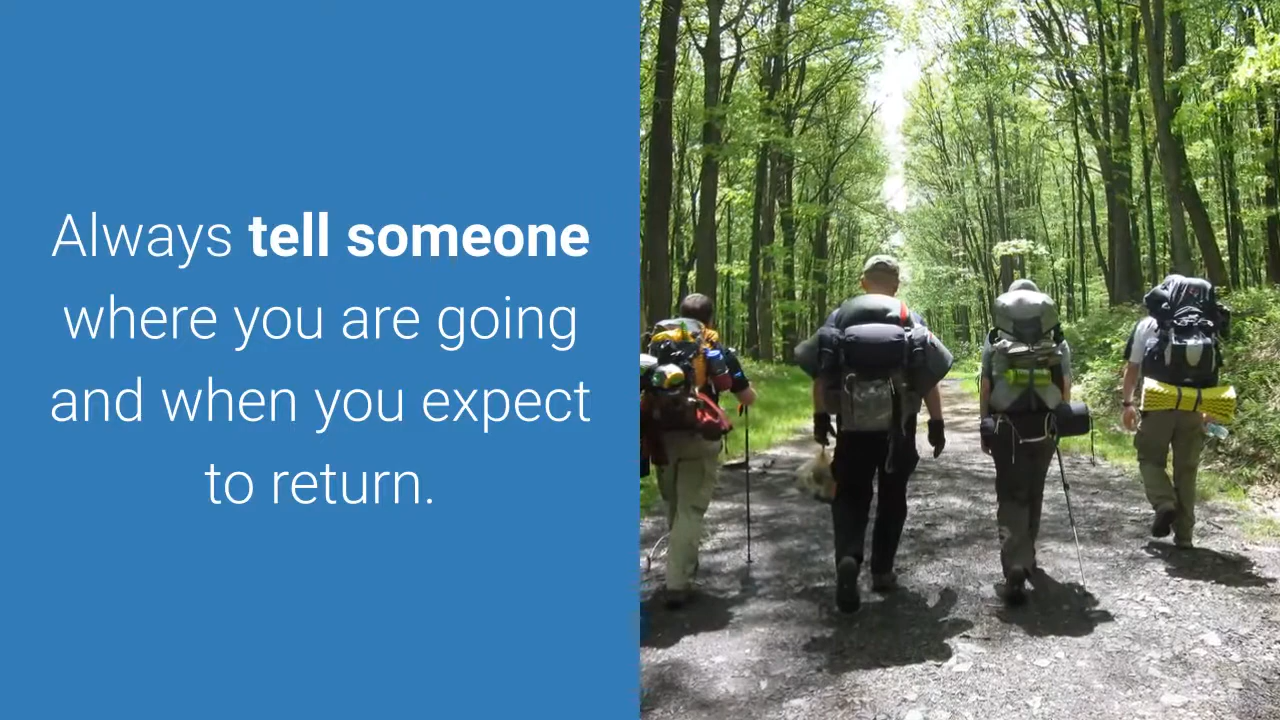 Always tell someone
where you are going
and when you expect
to return.